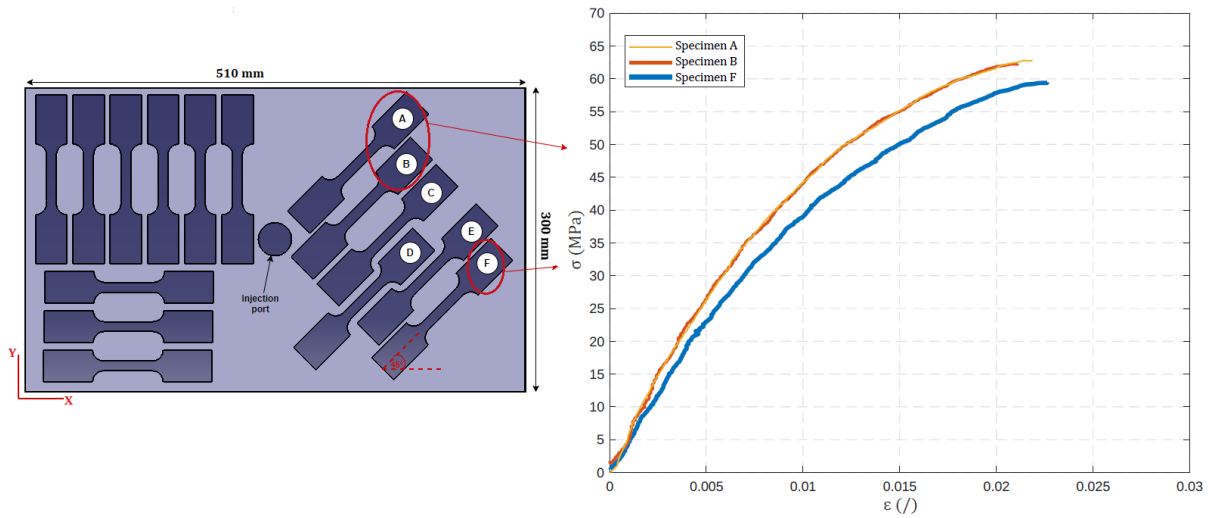 510 mm
300 mm
A
B
C
D
E
F
Injection
port
45°
Y
X
70
65
60
55
50
45
40
35
30
25
20
15
10
5
0
σ (MPa)
Specimen A
Specimen B
Specimen F
0
0.005
0.01
0.015
0.02
0.025
0.03
ε (/)